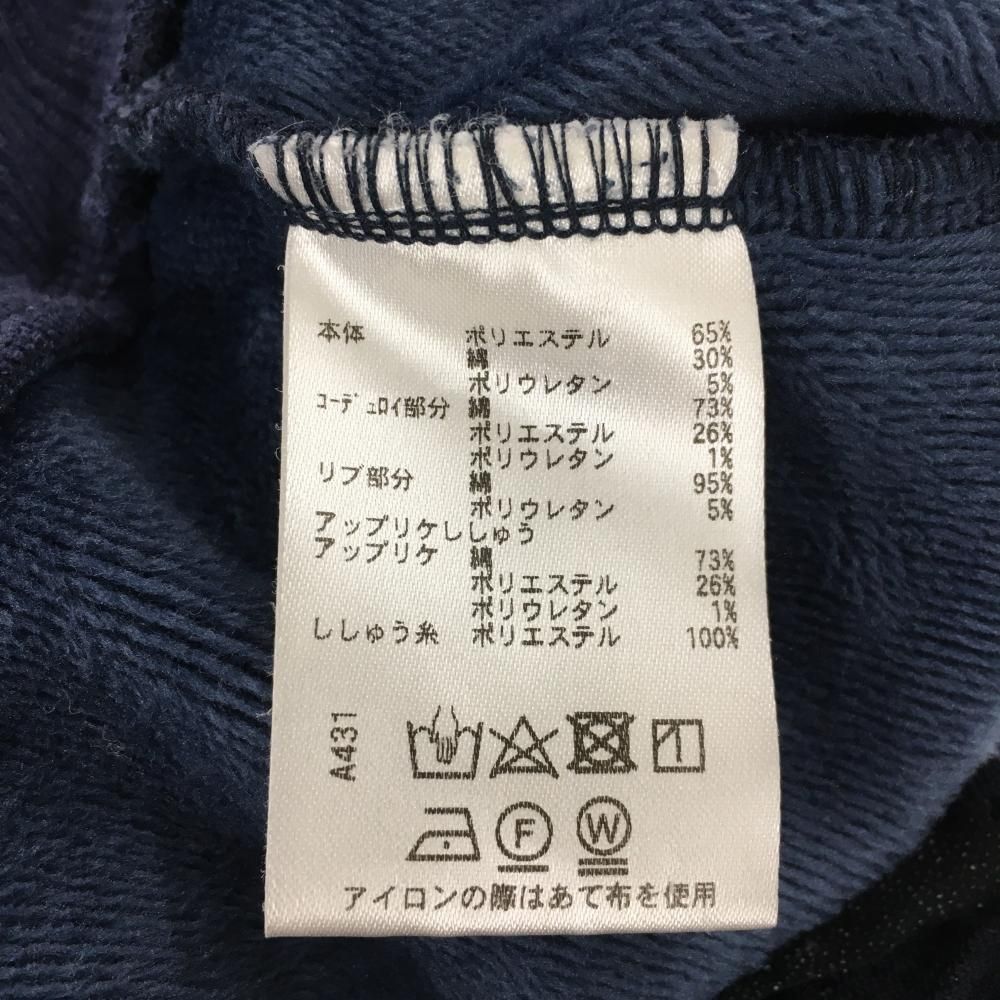 本体 ポリエステル 65%
綿 30%
ポリウレタン 5%
ｺｰﾃﾞｭﾛｲ部分 綿 73%
ポリエステル 26%
ポリウレタン 1%
リブ部分 綿 95%
ポリウレタン 5%
アップリケししゅう
アップリケ 綿 73%
ポリエステル 26%
ポリウレタン 1%
ししゅう糸 ポリエステル 100%
A431
F W
アイロンの際はあて布を使用